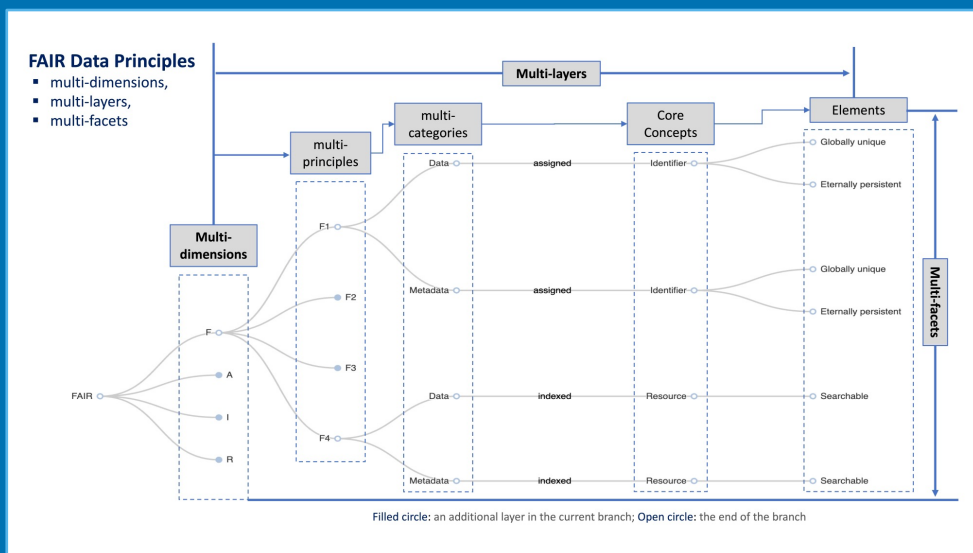 FAIR Data Principles
▪ multi-dimensions,
▪ multi-layers,
▪ multi-facets
Multi-layers
Elements
multi-
categories
Core
Concepts
multi-
principles
Multi-
dimensions
Multi-facets
FAIR
F
A
I
R
F1
F2
F3
F4
Data assigned Identifier
Globally unique
Eternally persistent
Metadata assigned Identifier
Globally unique
Eternally persistent
Data indexed Resource Searchable
Metadata indexed Resource Searchable
Filled circle: an additional layer in the current branch; Open circle: the end of the branch